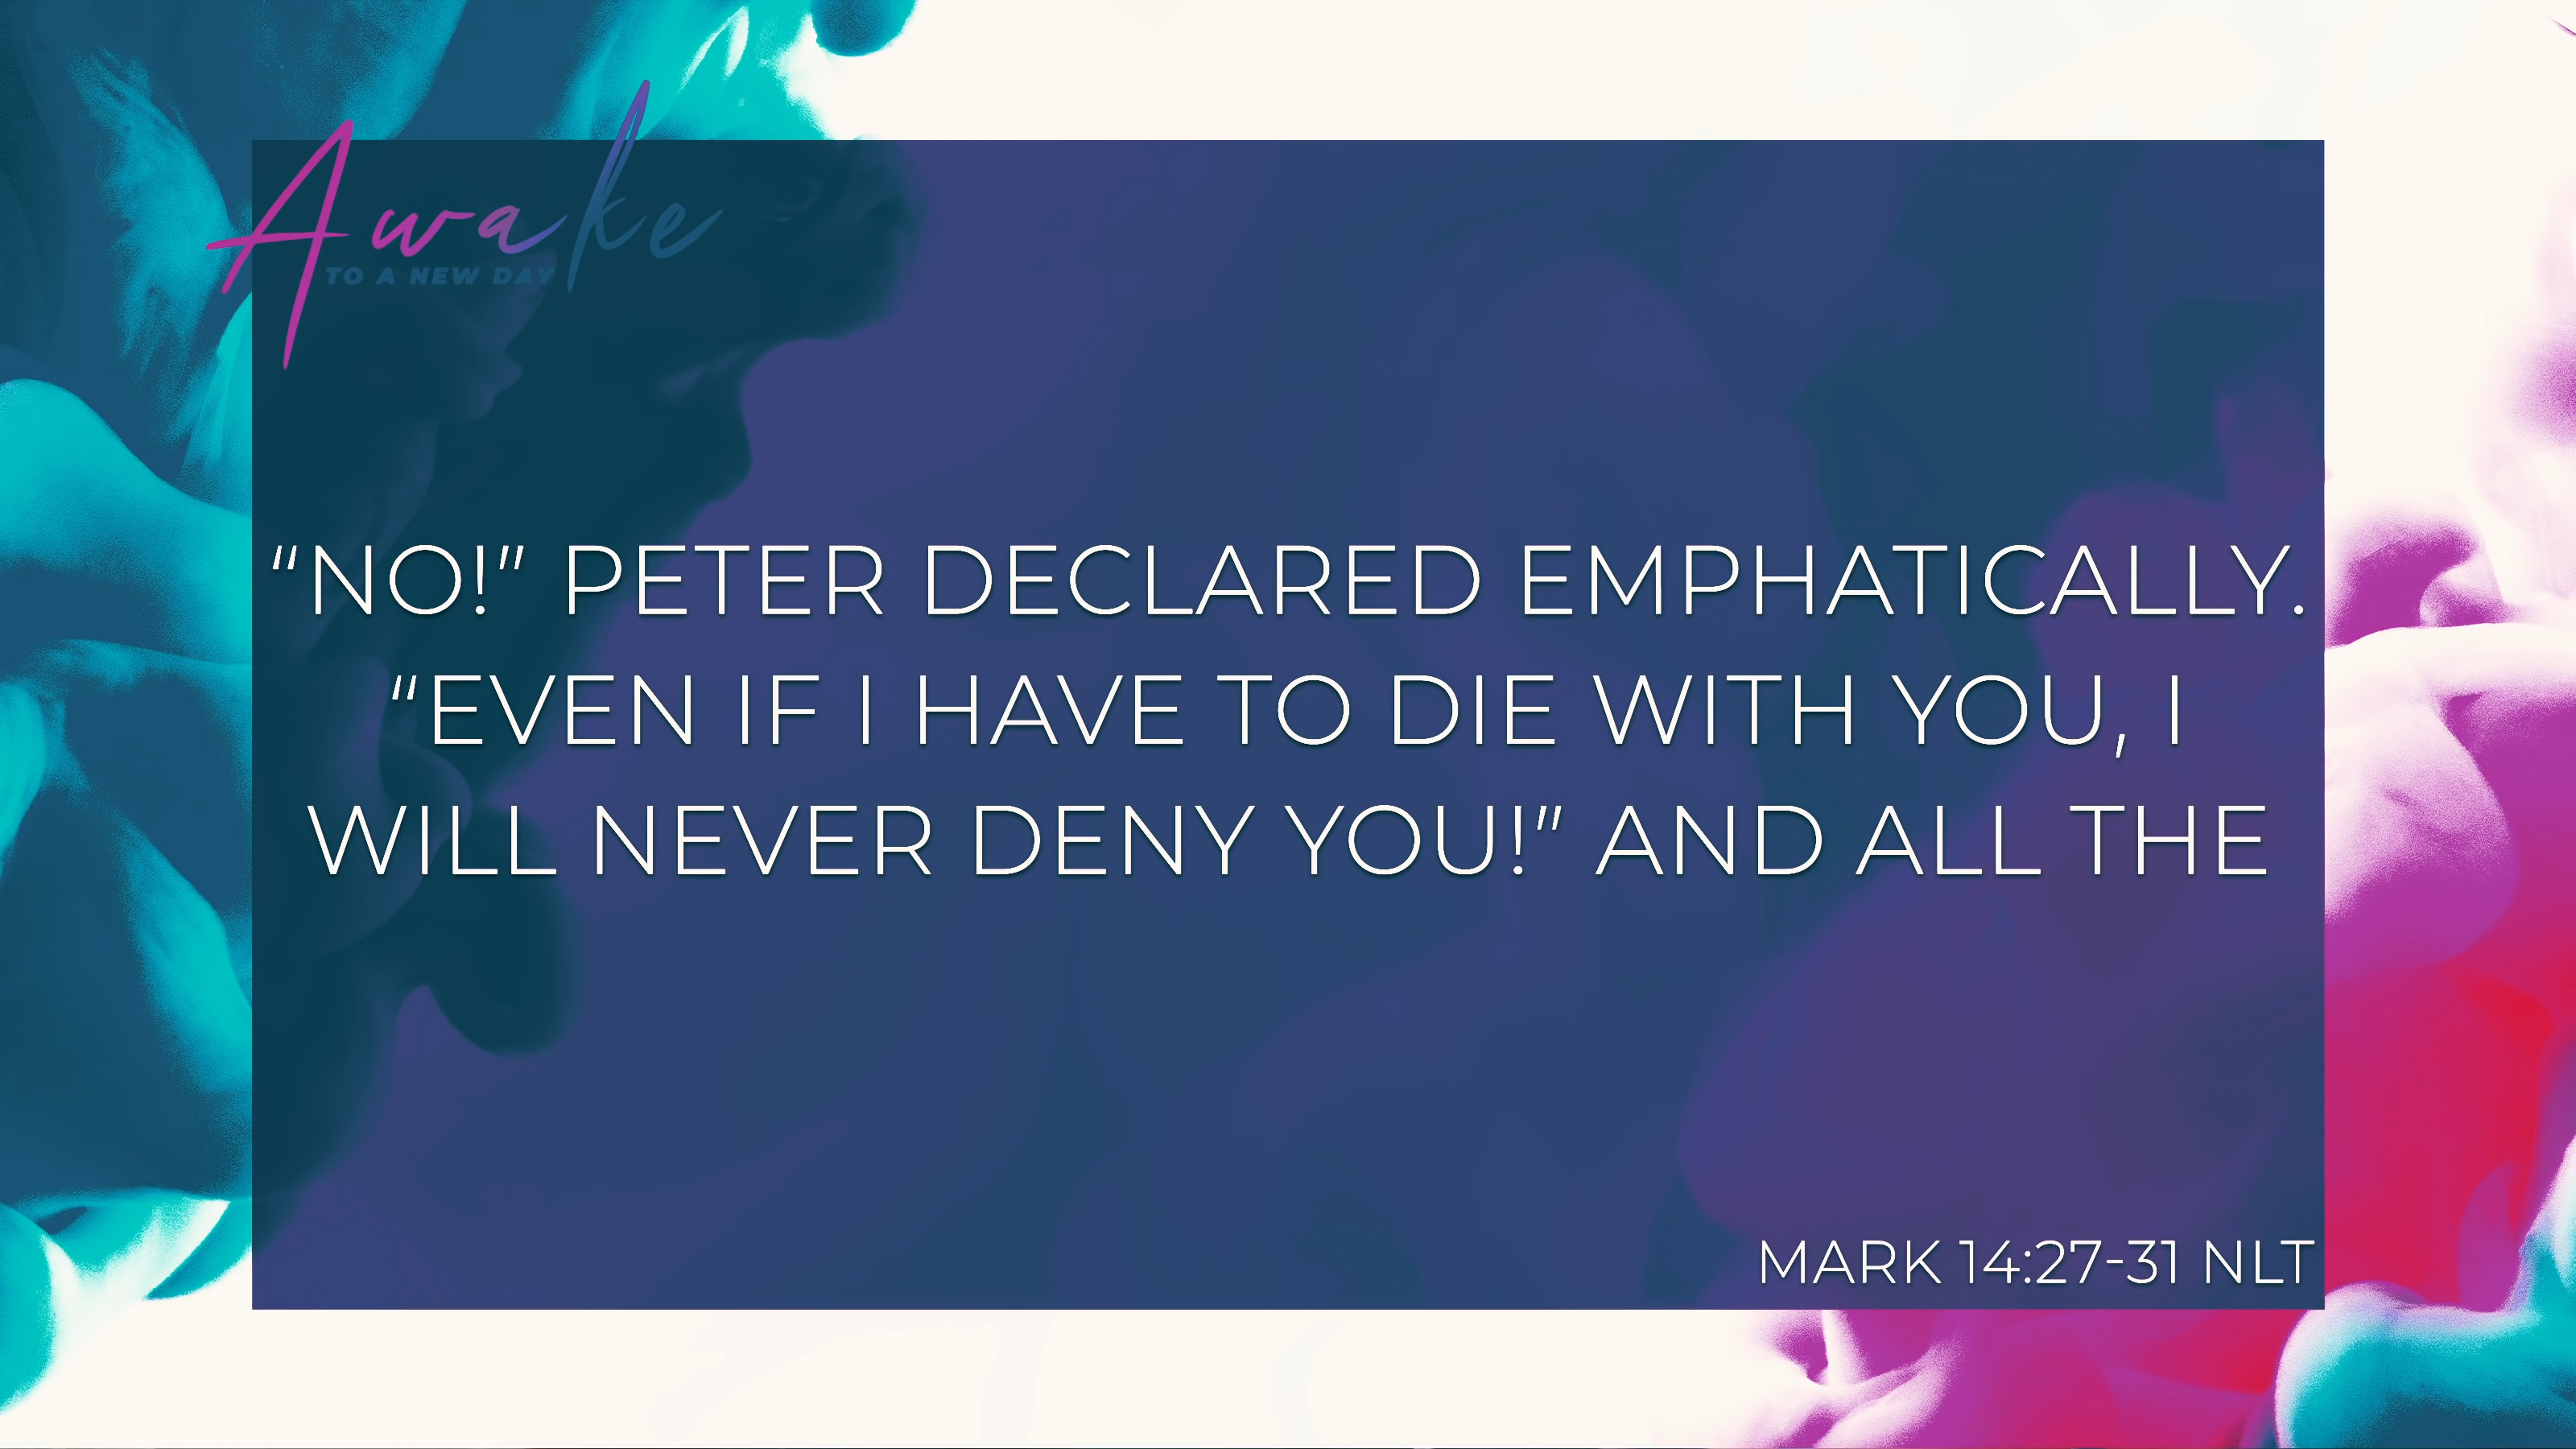 Awake
TO A NEW DAY
“NO!” PETER DECLARED EMPHATICALLY.
“EVEN IF I HAVE TO DIE WITH YOU, I
WILL NEVER DENY YOU!” AND ALL THE
MARK 14:27-31 NLT